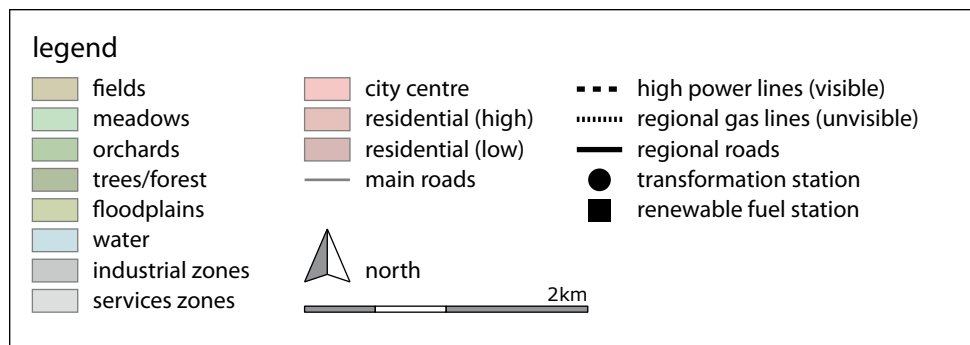 legend
fields
meadows
orchards
trees/forest
floodplains
water
industrial zones
services zones
city centre
residential (high)
residential (low)
main roads
north
2km
high power lines (visible)
regional gas lines (unvisible)
regional roads
transformation station
renewable fuel station